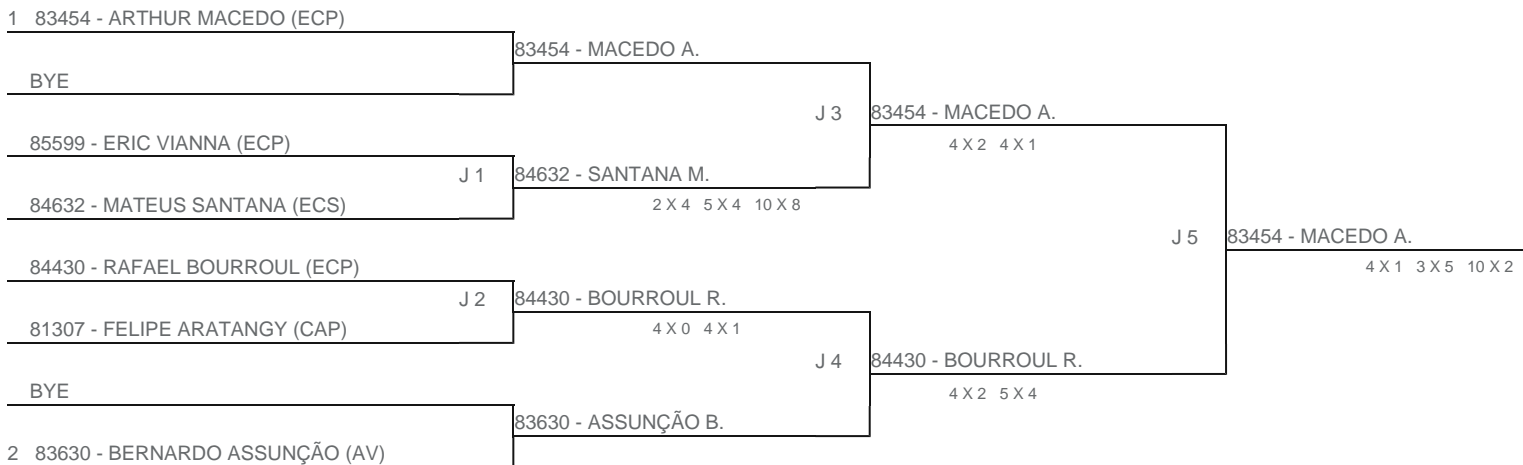 1 83454 - ARTHUR MACEDO (ECP)
83454 - MACEDO A.
BYE
J 3 83454 - MACEDO A.
85599 - ERIC VIANNA (ECP)
4 X 2 4 X 1
J 1 84632 - SANTANA M.
84632 - MATEUS SANTANA (ECS)
2 X 4 5 X 4 10 X 8
J 5 83454 - MACEDO A.
84430 - RAFAEL BOURROUL (ECP)
4 X 1 3 X 5 10 X 2
J 2 84430 - BOURROUL R.
81307 - FELIPE ARATANGY (CAP)
4 X 0 4 X 1
J 4 84430 - BOURROUL R.
BYE
4 X 2 5 X 4
83630 - ASSUNÇÃO B.
2 83630 - BERNARDO ASSUNÇÃO (AV)